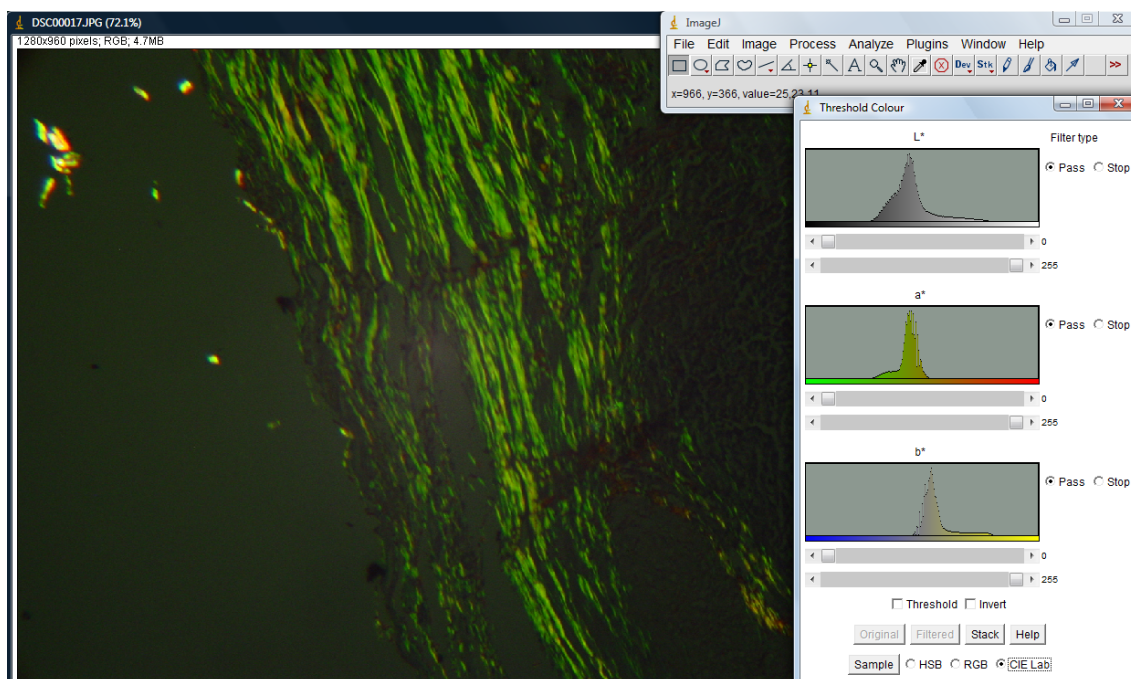 DSC00017.JPG (72.1%)
1280x960 pixels; RGB; 4.7MB
ImageJ
File Edit Image Process Analyze Plugins Window Help
A Dev Stk >>
x=966, y=366, value=25,23,11
Threshold Colour
L* Filter type
Pass Stop
0
255
a*
Pass Stop
0
255
b*
Pass Stop
0
255
Threshold Invert
Original Filtered Stack Help
Sample HSB RGB CIE Lab